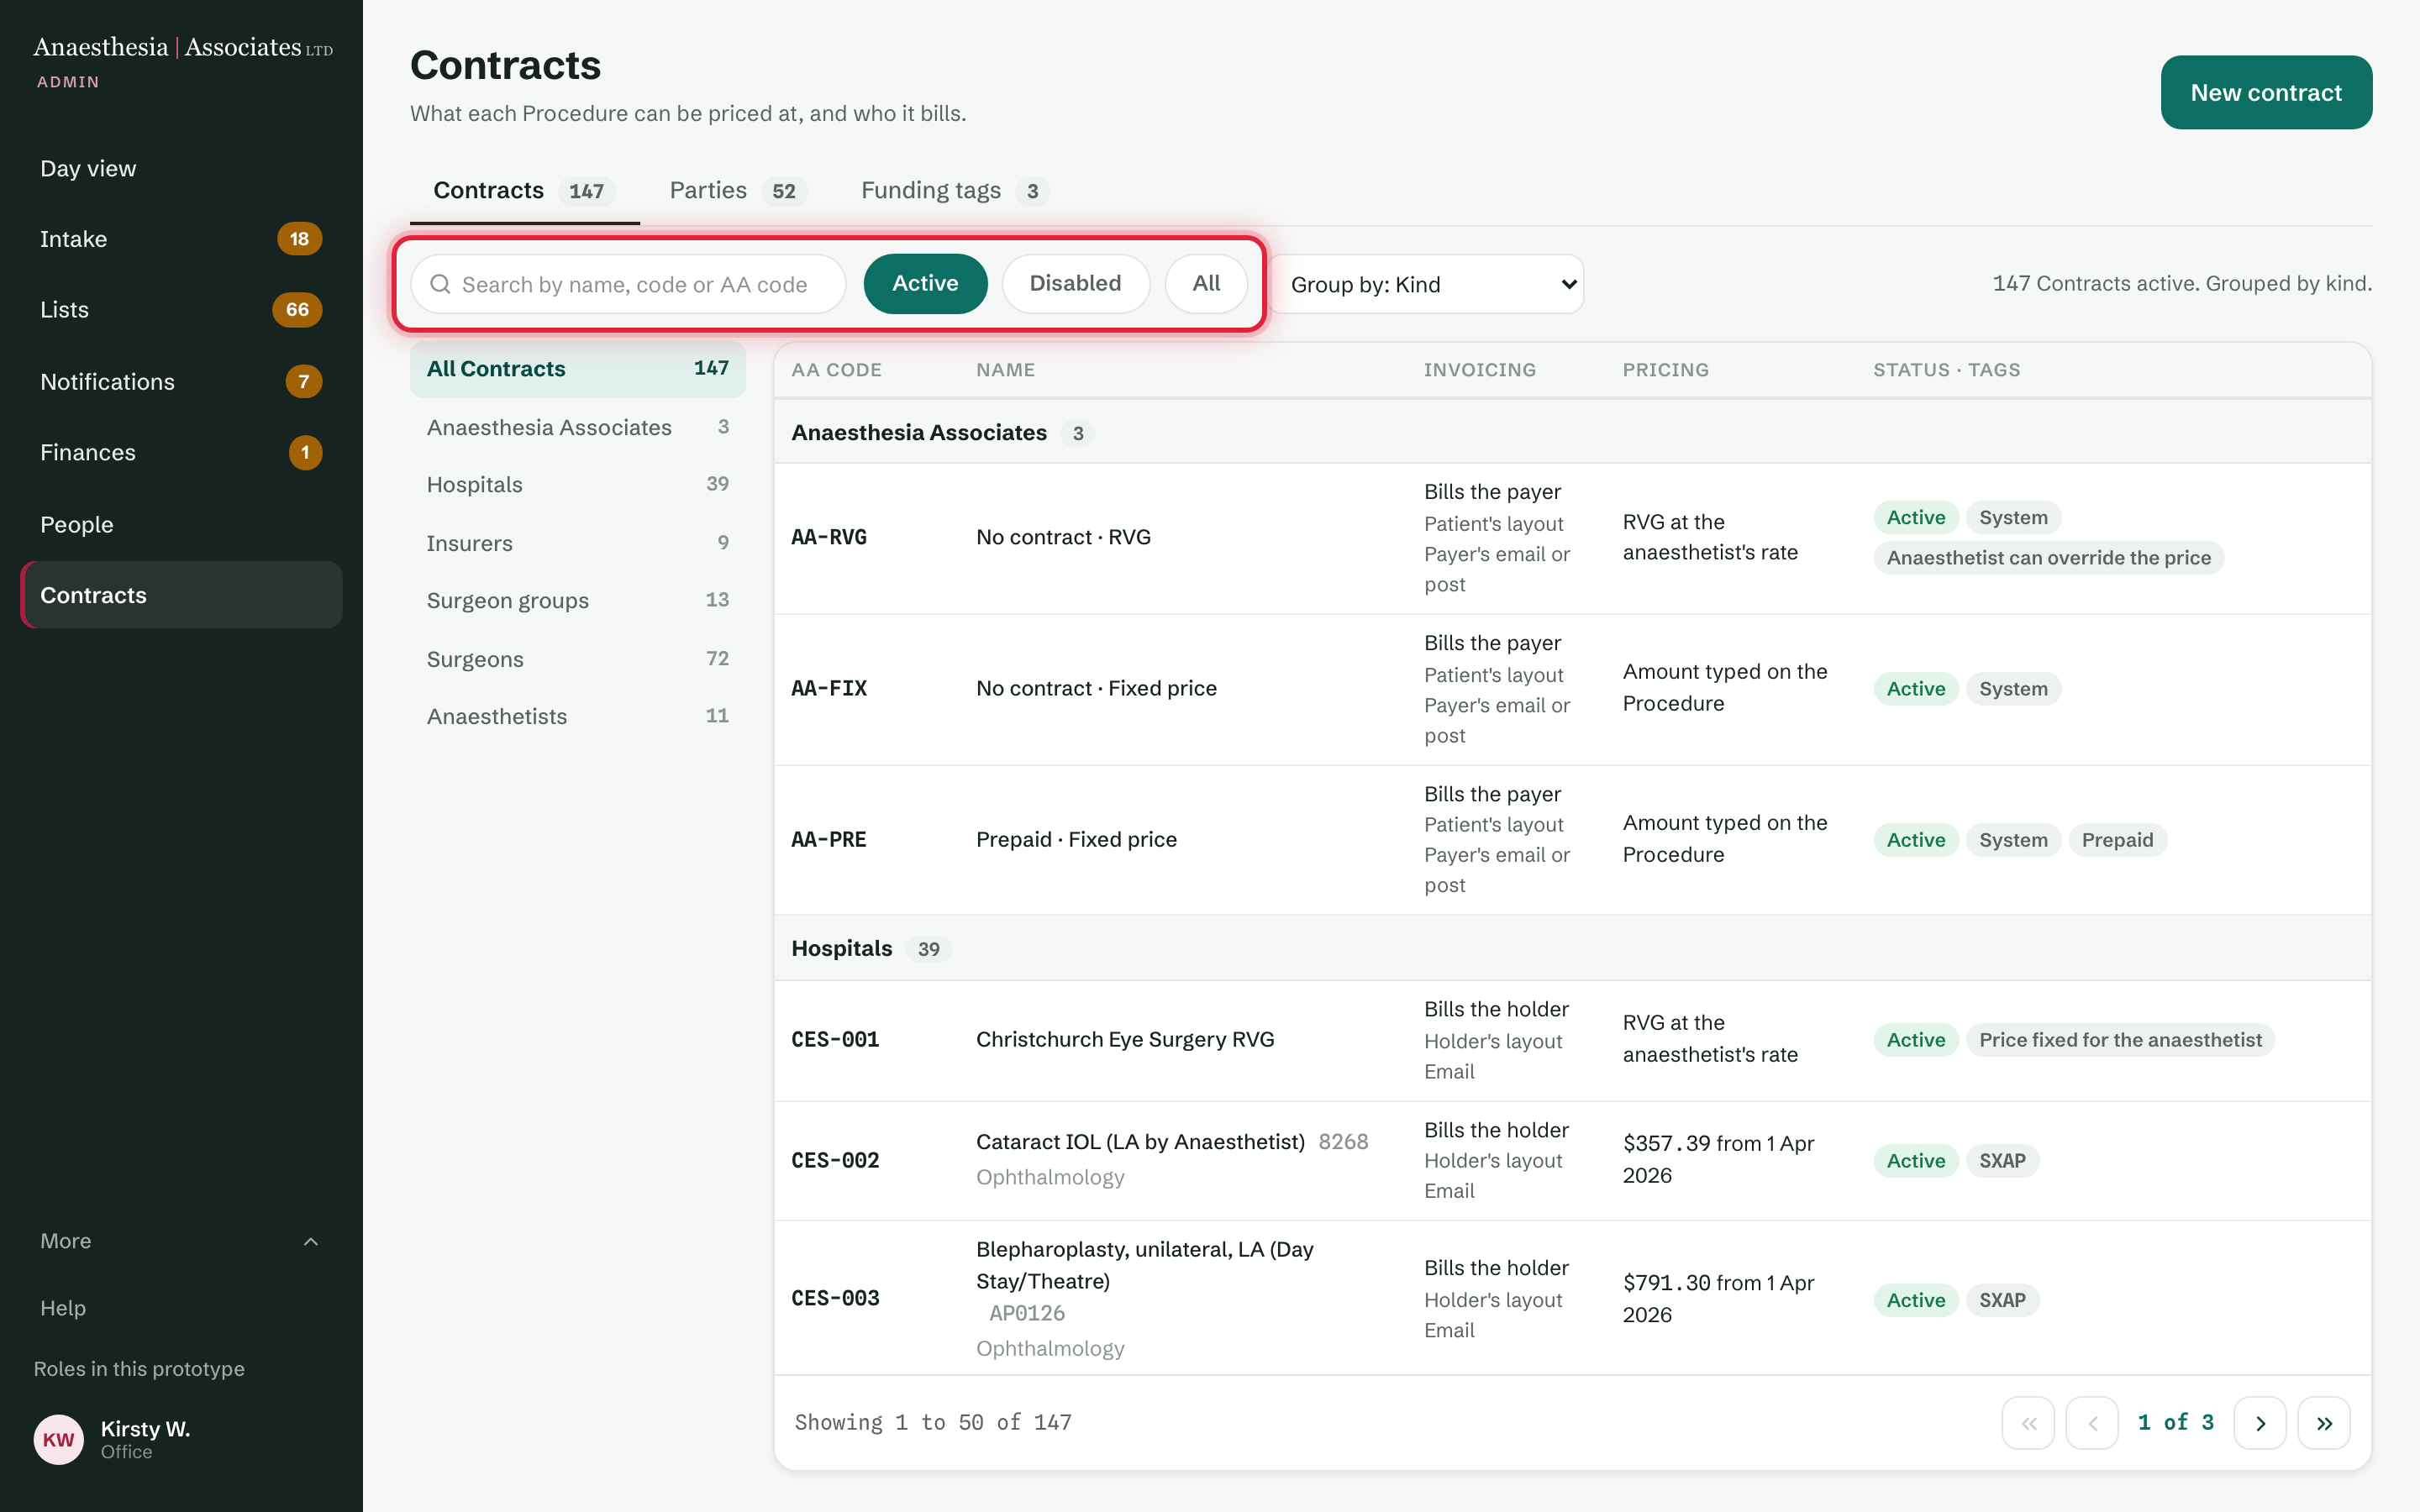 Anaesthesia | Associates LTD
ADMIN
Day view
Intake 18
Lists 66
Notifications 7
Finances 1
People
Contracts
More
Help
Roles in this prototype
KW
Kirsty W.
Office
Contracts
What each Procedure can be priced at, and who it bills.
New contract
Contracts 147 Parties 52 Funding tags 3
Search by name, code or AA code Active Disabled All Group by: Kind 147 Contracts active. Grouped by kind.
All Contracts 147
Anaesthesia Associates 3
Hospitals 39
Insurers 9
Surgeon groups 13
Surgeons 72
Anaesthetists 11
AA CODE NAME INVOICING PRICING STATUS · TAGS
Anaesthesia Associates 3
AA-RVG
No contract · RVG
Bills the payer
Patient's layout
Payer's email or
post
RVG at the
anaesthetist's rate
Active System
Anaesthetist can override the price
AA-FIX
No contract · Fixed price
Bills the payer
Patient's layout
Payer's email or
post
Amount typed on the
Procedure
Active System
AA-PRE
Prepaid · Fixed price
Bills the payer
Patient's layout
Payer's email or
post
Amount typed on the
Procedure
Active System Prepaid
Hospitals 39
CES-001
Christchurch Eye Surgery RVG
Bills the holder
Holder's layout
Email
RVG at the
anaesthetist's rate
Active Price fixed for the anaesthetist
CES-002
Cataract IOL (LA by Anaesthetist) 8268
Ophthalmology
Bills the holder
Holder's layout
Email
$357.39 from 1 Apr
2026
Active SXAP
CES-003
Blepharoplasty, unilateral, LA (Day
Stay/Theatre)
AP0126
Ophthalmology
Bills the holder
Holder's layout
Email
$791.30 from 1 Apr
2026
Active SXAP
Showing 1 to 50 of 147
« ‹ 1 of 3 › »